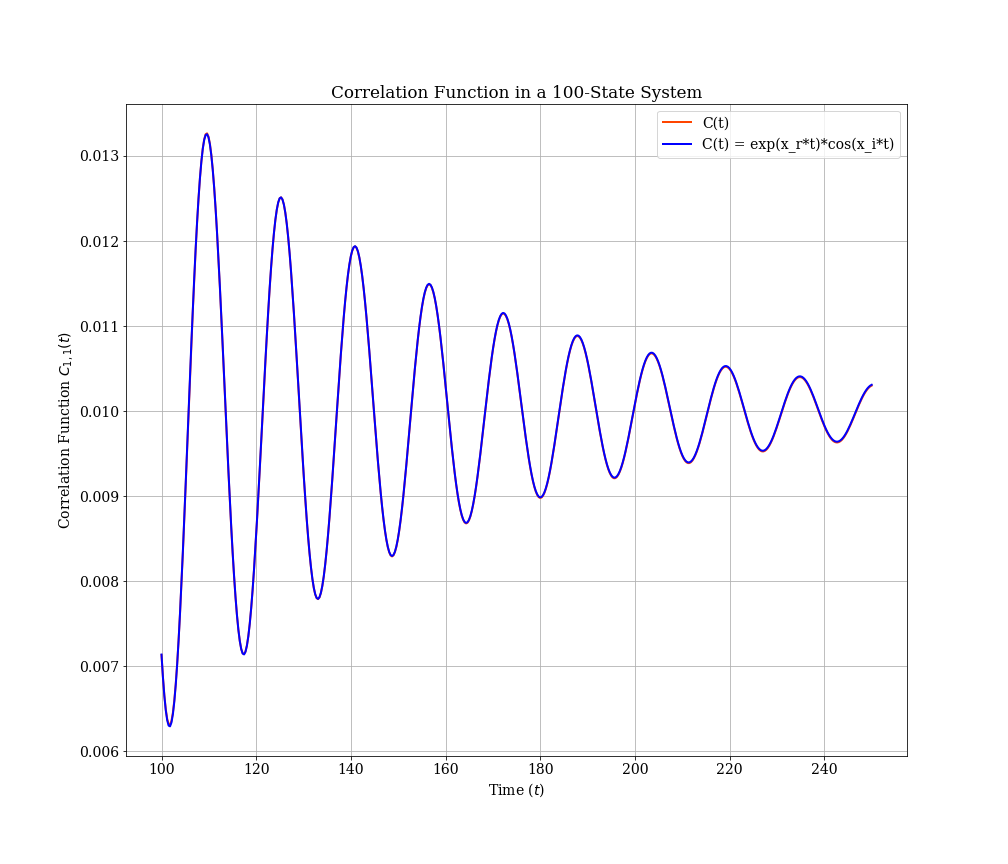 Correlation Function in a 100-State System
C(t)
C(t) = exp(x_r*t)*cos(x_i*t)
0.013
0.012
0.011
0.010
0.009
0.008
0.007
0.006
Correlation Function $C_{1,1}(t)$
100 120 140 160 180 200 220 240
Time (t)